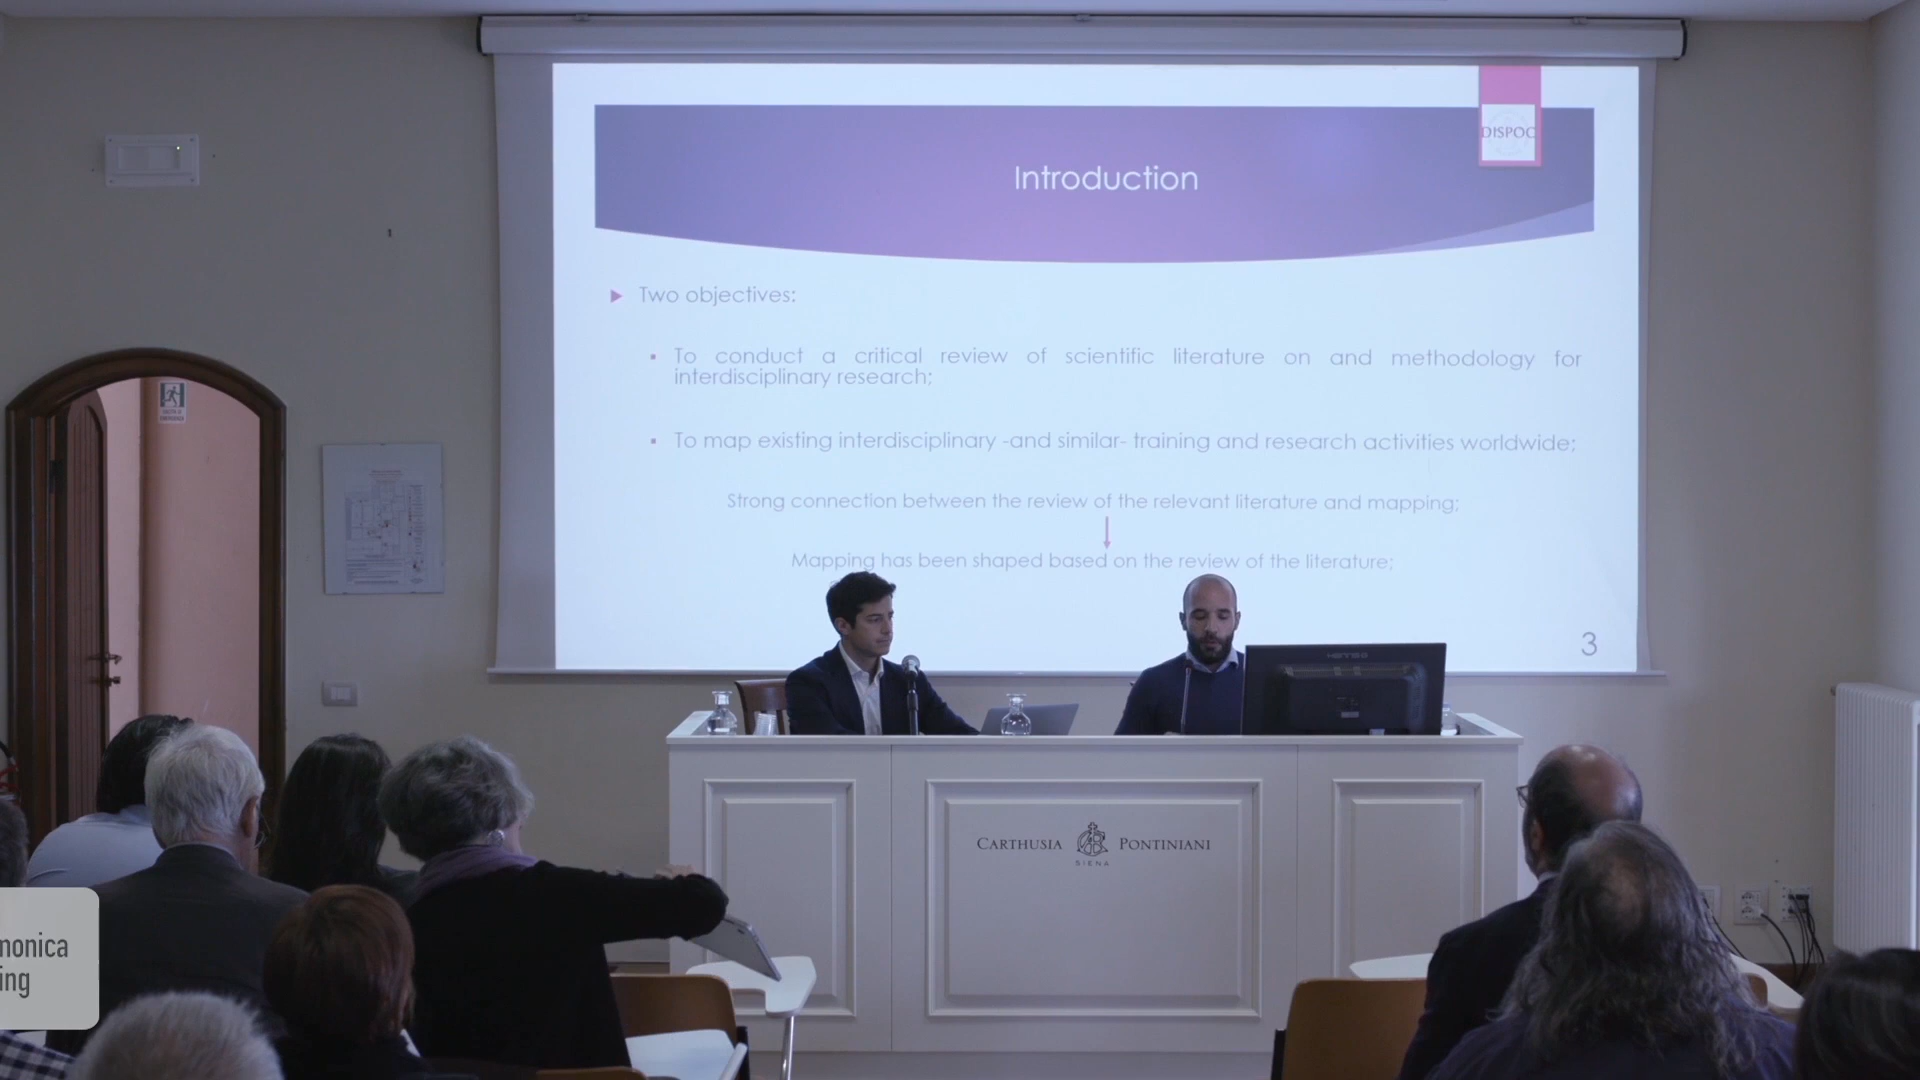 DISPOC
Introduction
Two objectives:
To conduct a critical review of scientific literature on and methodology for
interdisciplinary research;
To map existing interdisciplinary -and similar- training and research activities worldwide;
Strong connection between the review of the relevant literature and mapping;
Mapping has been shaped based on the review of the literature;
3
CARTHUSIA PONTINIANI
SIENA
monica
ing